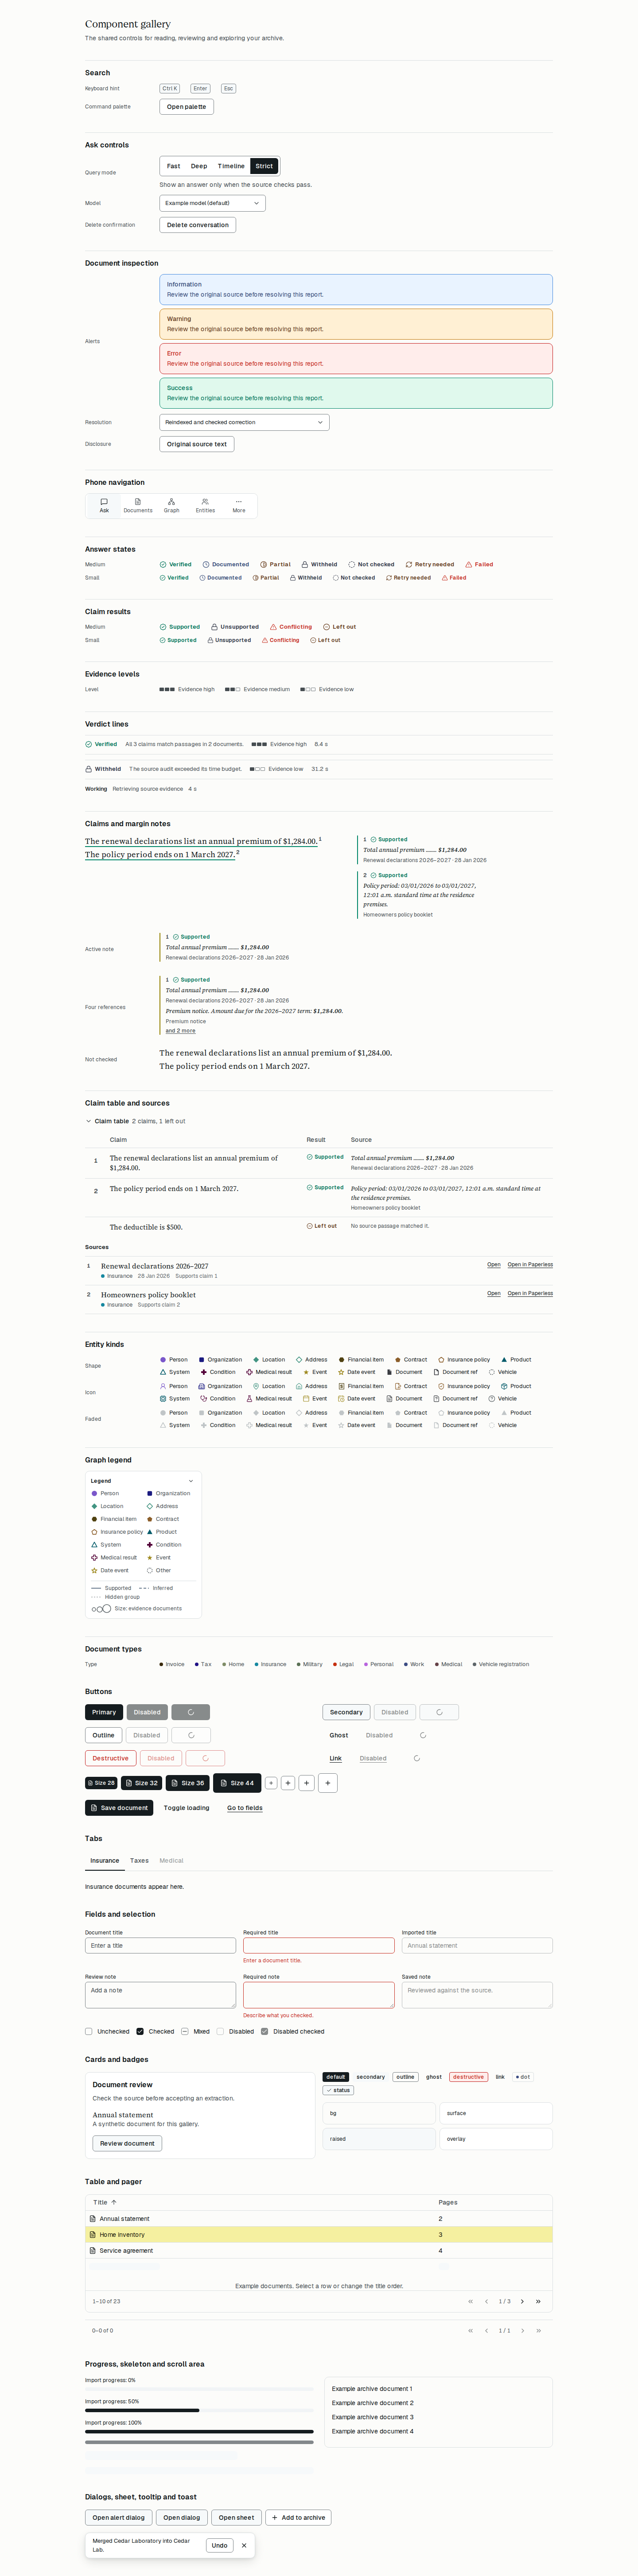 Component gallery
The shared controls for reading, reviewing and exploring your archive.
Search
Keyboard hint Ctrl K Enter Esc
Command palette Open palette
Ask controls
Query mode Fast Deep Timeline Strict
Show an answer only when the source checks pass.
Model Example model (default)
Delete confirmation Delete conversation
Document inspection
Alerts
Information
Review the original source before resolving this report.
Warning
Review the original source before resolving this report.
Error
Review the original source before resolving this report.
Success
Review the original source before resolving this report.
Resolution Reindexed and checked correction
Disclosure Original source text
Phone navigation
Ask Documents Graph Entities More
Answer states
Medium Verified Documented Partial Withheld Not checked Retry needed Failed
Small Verified Documented Partial Withheld Not checked Retry needed Failed
Claim results
Medium Supported Unsupported Conflicting Left out
Small Supported Unsupported Conflicting Left out
Evidence levels
Level Evidence high Evidence medium Evidence low
Verdict lines
Verified All 3 claims match passages in 2 documents. Evidence high 8.4 s
Withheld The source audit exceeded its time budget. Evidence low 31.2 s
Working Retrieving source evidence 4 s
Claims and margin notes
The renewal declarations list an annual premium of $1,284.00. 1
The policy period ends on 1 March 2027. 2
1 Supported
Total annual premium ...... $1,284.00
Renewal declarations 2026–2027 · 28 Jan 2026
2 Supported
Policy period: 03/01/2026 to 03/01/2027,
12:01 a.m. standard time at the residence
premises.
Homeowners policy booklet
Active note
1 Supported
Total annual premium ...... $1,284.00
Renewal declarations 2026–2027 · 28 Jan 2026
Four references
1 Supported
Total annual premium ...... $1,284.00
Renewal declarations 2026–2027 · 28 Jan 2026
Premium notice. Amount due for the 2026–2027 term: $1,284.00.
Premium notice
and 2 more
Not checked
The renewal declarations list an annual premium of $1,284.00.
The policy period ends on 1 March 2027.
Claim table and sources
Claim table 2 claims, 1 left out
Claim Result Source
1 The renewal declarations list an annual premium of
$1,284.00.
Supported
Total annual premium ...... $1,284.00
Renewal declarations 2026–2027 · 28 Jan 2026
2 The policy period ends on 1 March 2027.
Supported
Policy period: 03/01/2026 to 03/01/2027, 12:01 a.m. standard time at
the residence premises.
Homeowners policy booklet
The deductible is $500. Left out No source passage matched it.
Sources
1 Renewal declarations 2026–2027 Open Open in Paperless
Insurance 28 Jan 2026 Supports claim 1
2 Homeowners policy booklet Open Open in Paperless
Insurance Supports claim 2
Entity kinds
Shape
Person Organization Location Address Financial item Contract Insurance policy Product
System Condition Medical result Event Date event Document Document ref Vehicle
Icon
Person Organization Location Address Financial item Contract Insurance policy Product
System Condition Medical result Event Date event Document Document ref Vehicle
Faded
Person Organization Location Address Financial item Contract Insurance policy Product
System Condition Medical result Event Date event Document Document ref Vehicle
Graph legend
Legend
Person Organization
Location Address
Financial item Contract
Insurance policy Product
System Condition
Medical result Event
Date event Other
Supported Inferred
Hidden group
Size: evidence documents
Document types
Type Invoice Tax Home Insurance Military Legal Personal Work Medical Vehicle registration
Buttons
Primary Disabled Secondary Disabled
Outline Disabled Ghost Disabled
Destructive Disabled Link Disabled
Size 28 Size 32 Size 36 Size 44
Save document Toggle loading Go to fields
Tabs
Insurance Taxes Medical
Insurance documents appear here.
Fields and selection
Document title Required title Imported title
Enter a title Annual statement
Enter a document title.
Review note Required note Saved note
Add a note Reviewed against the source.
Describe what you checked.
Unchecked Checked Mixed Disabled Disabled checked
Cards and badges
Document review
Check the source before accepting an extraction.
Annual statement
A synthetic document for this gallery.
Review document
default secondary outline ghost destructive link dot
status
bg surface
raised overlay
Table and pager
Title Pages
Annual statement 2
Home inventory 3
Service agreement 4
Example documents. Select a row or change the title order.
1–10 of 23 1 / 3
0–0 of 0 1 / 1
Progress, skeleton and scroll area
Import progress: 0%
Import progress: 50%
Import progress: 100%
Example archive document 1
Example archive document 2
Example archive document 3
Example archive document 4
Dialogs, sheet, tooltip and toast
Open alert dialog Open dialog Open sheet Add to archive
Merged Cedar Laboratory into Cedar
Lab.
Undo